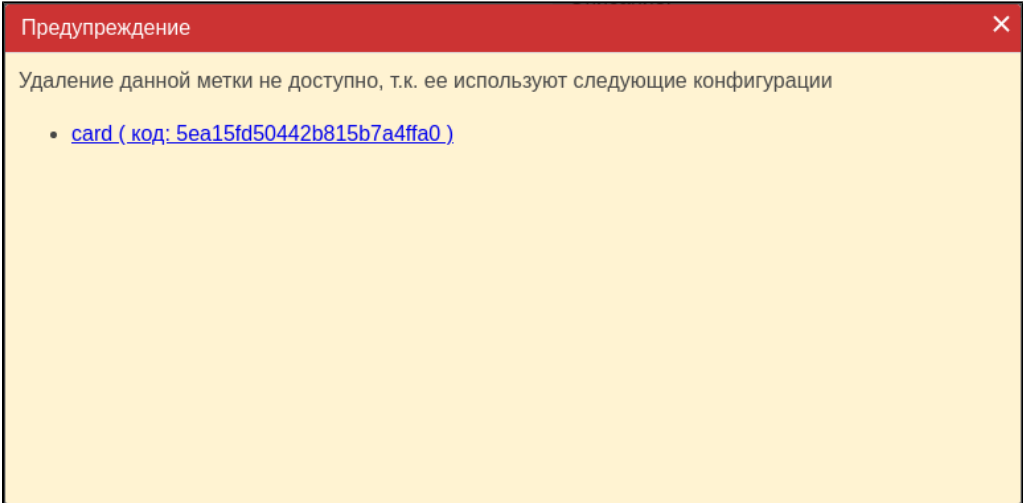 Предупреждение
Удаление данной метки не доступно, т.к. ее используют следующие конфигурации
card ( код: 5ea15fd50442b815b7a4ffa0 )